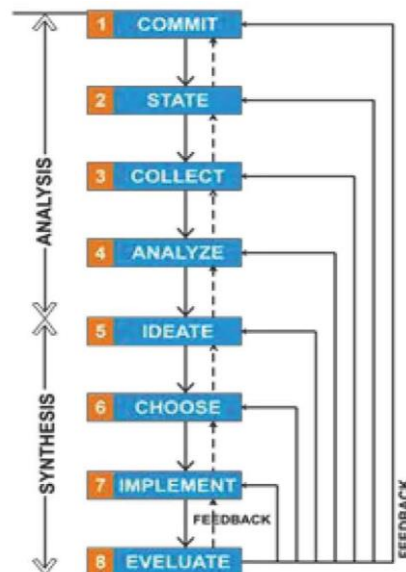 1 COMMIT
2 STATE
3 COLLECT
4 ANALYZE
5 IDEATE
6 CHOOSE
7 IMPLEMENT
FEEDBACK
8 EVELUATE
ANALYSIS
SYNTHESIS
FEEDBACK